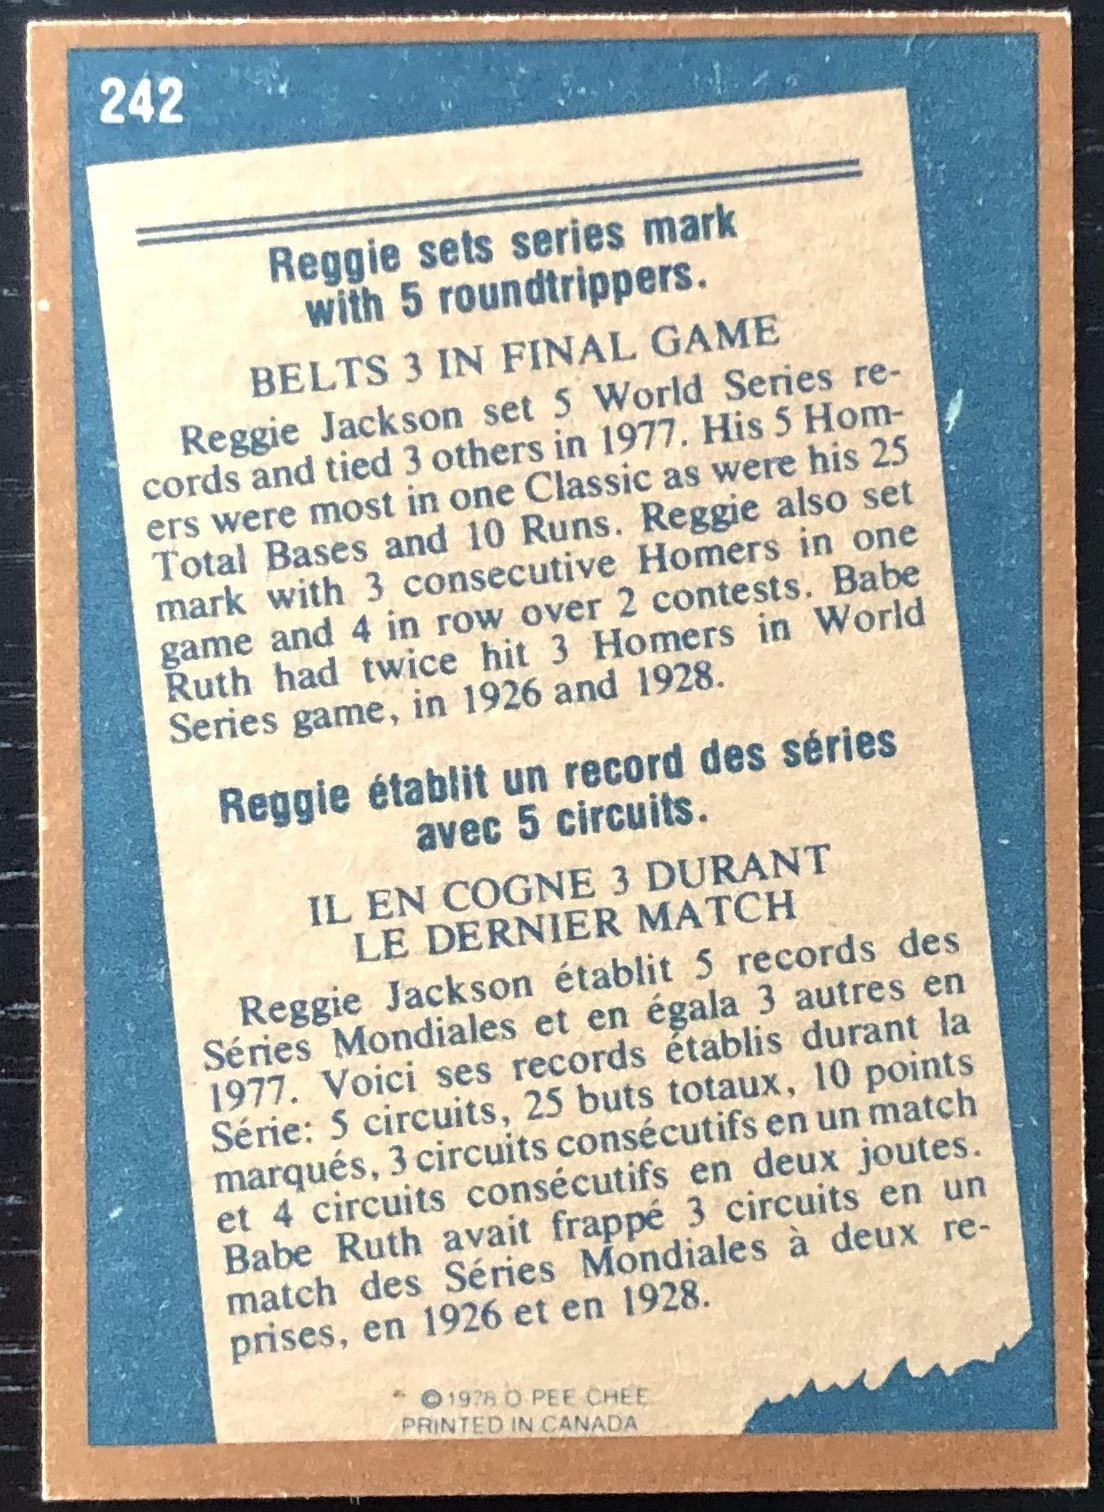 242
Reggie sets series mark
with 5 roundtrippers.
BELTS 3 IN FINAL GAME
Reggie Jackson set 5 World Series re-
cords and tied 3 others in 1977. His 5 Hom-
ers were most in one Classic as were his 25
Total Bases and 10 Runs. Reggie also set
mark with 3 consecutive Homers in one
game and 4 in row over 2 contests. Babe
Ruth had twice hit 3 Homers in World
Series game, in 1926 and 1928.
Reggie établit un record des séries
avec 5 circuits.
IL EN COGNE 3 DURANT
LE DERNIER MATCH
Reggie Jackson établit 5 records des
Séries Mondiales et en égala 3 autres en
1977. Voici ses records établis durant la
Série: 5 circuits, 25 buts totaux, 10 points
marqués, 3 circuits consécutifs en un match
et 4 circuits consécutifs en deux joutes.
Babe Ruth avait frappé 3 circuits en un
match des Séries Mondiales à deux re-
prises, en 1926 et en 1928.
©1978 O-PEE-CHEE
PRINTED IN CANADA